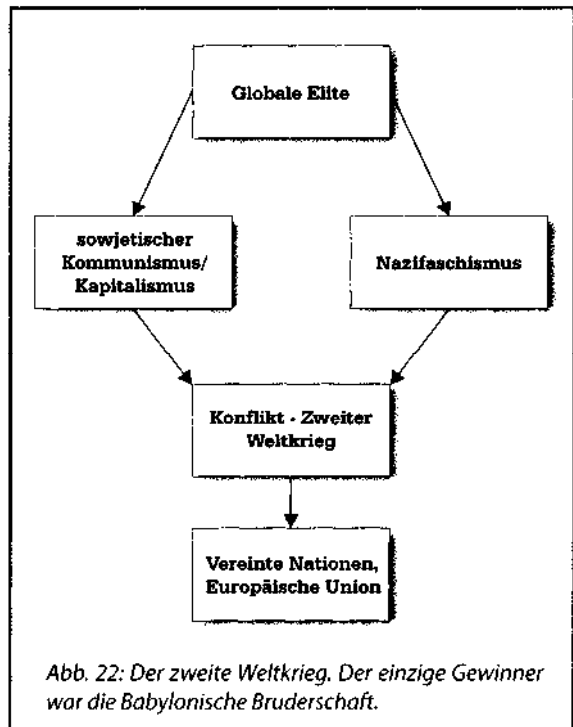 Globale Elite
sowjetischer
Kommunismus/
Kapitalismus
Nazifaschismus
Konflikt - Zweiter
Weltkrieg
Vereinte Nationen,
Europäische Union
Abb. 22: Der zweite Weltkrieg. Der einzige Gewinner
war die Babylonische Bruderschaft.